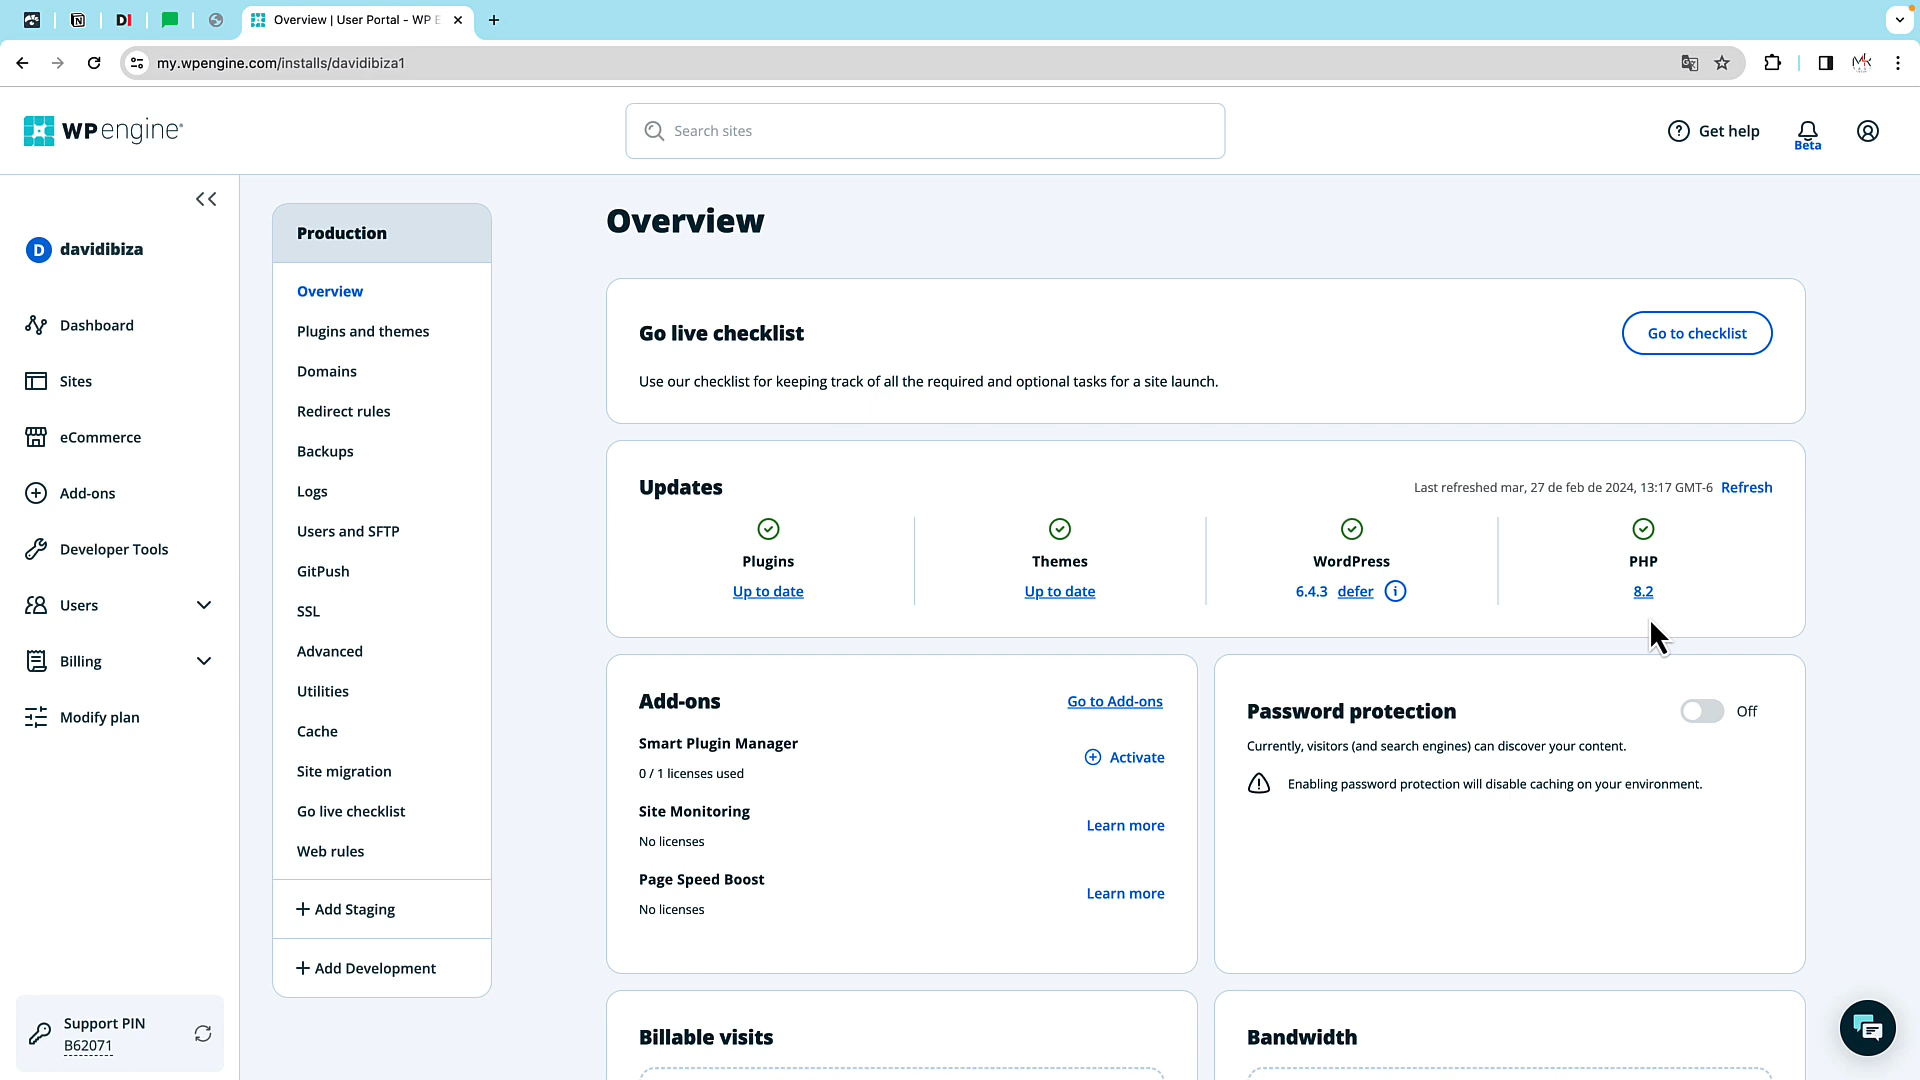 DI
Overview | User Portal - WP E
my.wpengine.com/installs/davidibiza1
MK
WP engine
Search sites
Get help
Beta
D davidibiza
Dashboard
Sites
eCommerce
Add-ons
Developer Tools
Users
Billing
Modify plan
Support PIN
B62071
Production
Overview
Plugins and themes
Domains
Redirect rules
Backups
Logs
Users and SFTP
GitPush
SSL
Advanced
Utilities
Cache
Site migration
Go live checklist
Web rules
+ Add Staging
+ Add Development
Overview
Go live checklist
Go to checklist
Use our checklist for keeping track of all the required and optional tasks for a site launch.
Updates
Last refreshed mar, 27 de feb de 2024, 13:17 GMT-6 Refresh
Plugins
Up to date
Themes
Up to date
WordPress
6.4.3 defer
PHP
8.2
Add-ons
Go to Add-ons
Smart Plugin Manager
0 / 1 licenses used
Activate
Site Monitoring
No licenses
Learn more
Page Speed Boost
No licenses
Learn more
Password protection
Off
Currently, visitors (and search engines) can discover your content.
Enabling password protection will disable caching on your environment.
Billable visits
Bandwidth